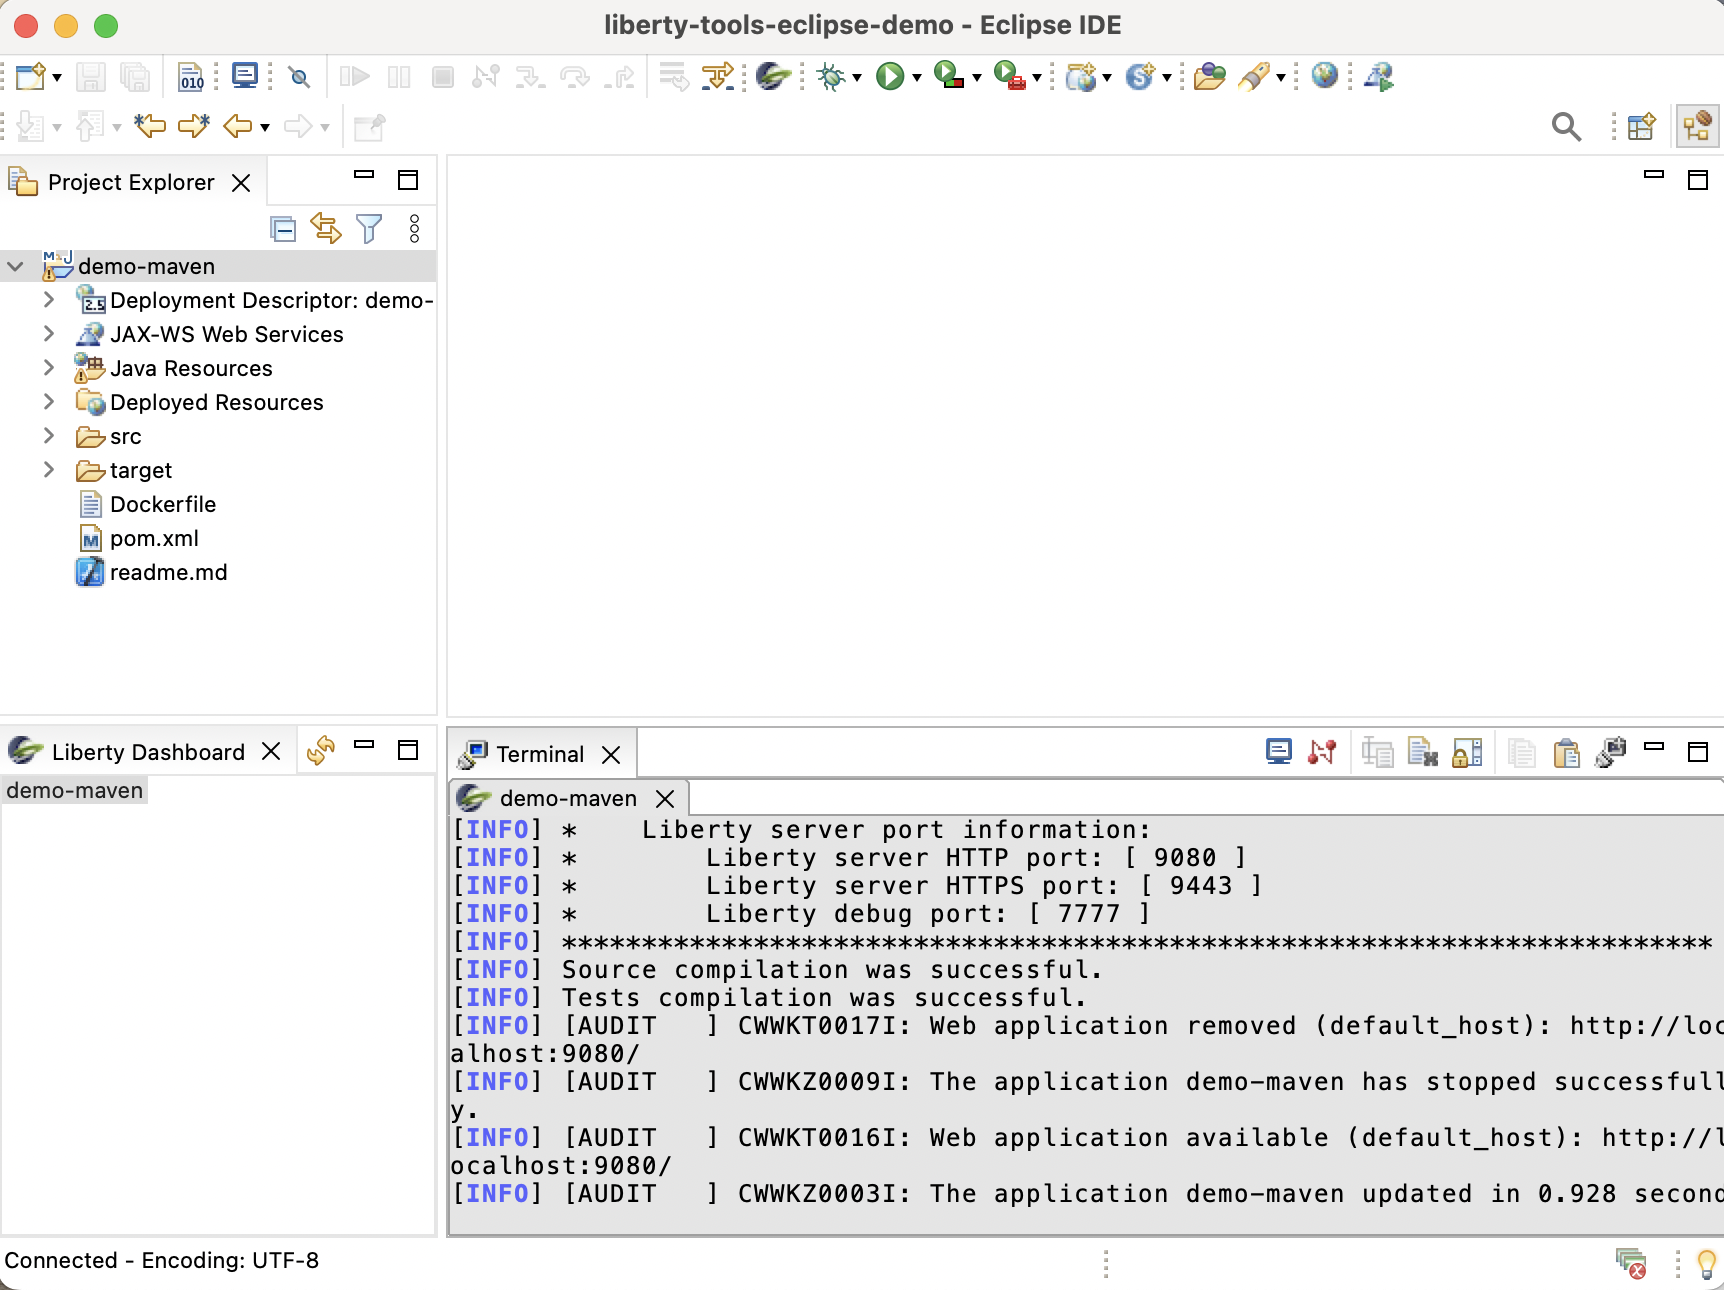 liberty-tools-eclipse-demo - Eclipse IDE
010
Project Explorer
demo-maven
Deployment Descriptor: demo-
JAX-WS Web Services
Java Resources
Deployed Resources
src
target
Dockerfile
pom.xml
readme.md
Liberty Dashboard
demo-maven
Terminal
demo-maven
[INFO] *    Liberty server port information:
[INFO] *        Liberty server HTTP port: [ 9080 ]
[INFO] *        Liberty server HTTPS port: [ 9443 ]
[INFO] *        Liberty debug port: [ 7777 ]
[INFO] ************************************************************************
[INFO] Source compilation was successful.
[INFO] Tests compilation was successful.
[INFO] [AUDIT   ] CWWKT0017I: Web application removed (default_host): http://loc
alhost:9080/
[INFO] [AUDIT   ] CWWKZ0009I: The application demo-maven has stopped successfull
y.
[INFO] [AUDIT   ] CWWKT0016I: Web application available (default_host): http://l
ocalhost:9080/
[INFO] [AUDIT   ] CWWKZ0003I: The application demo-maven updated in 0.928 second
Connected - Encoding: UTF-8